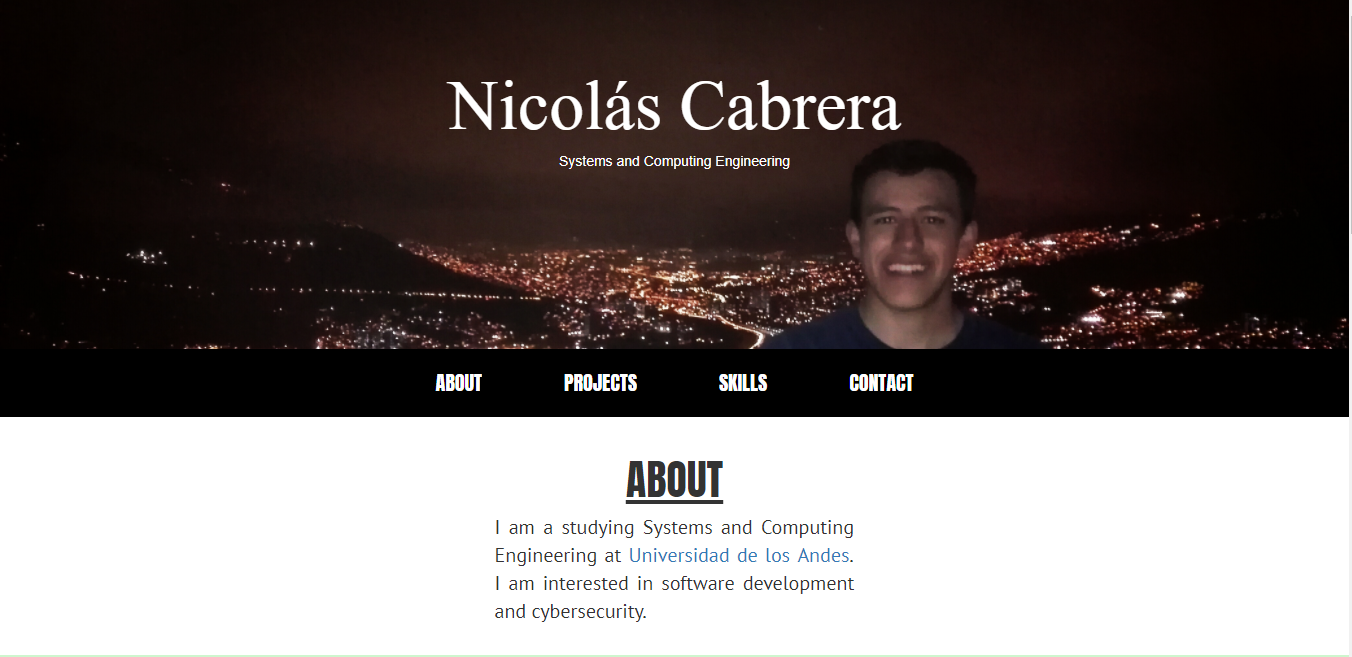 Nicolás Cabrera
Systems and Computing Engineering
ABOUT PROJECTS SKILLS CONTACT
ABOUT
I am a studying Systems and Computing
Engineering at Universidad de los Andes.
I am interested in software development
and cybersecurity.